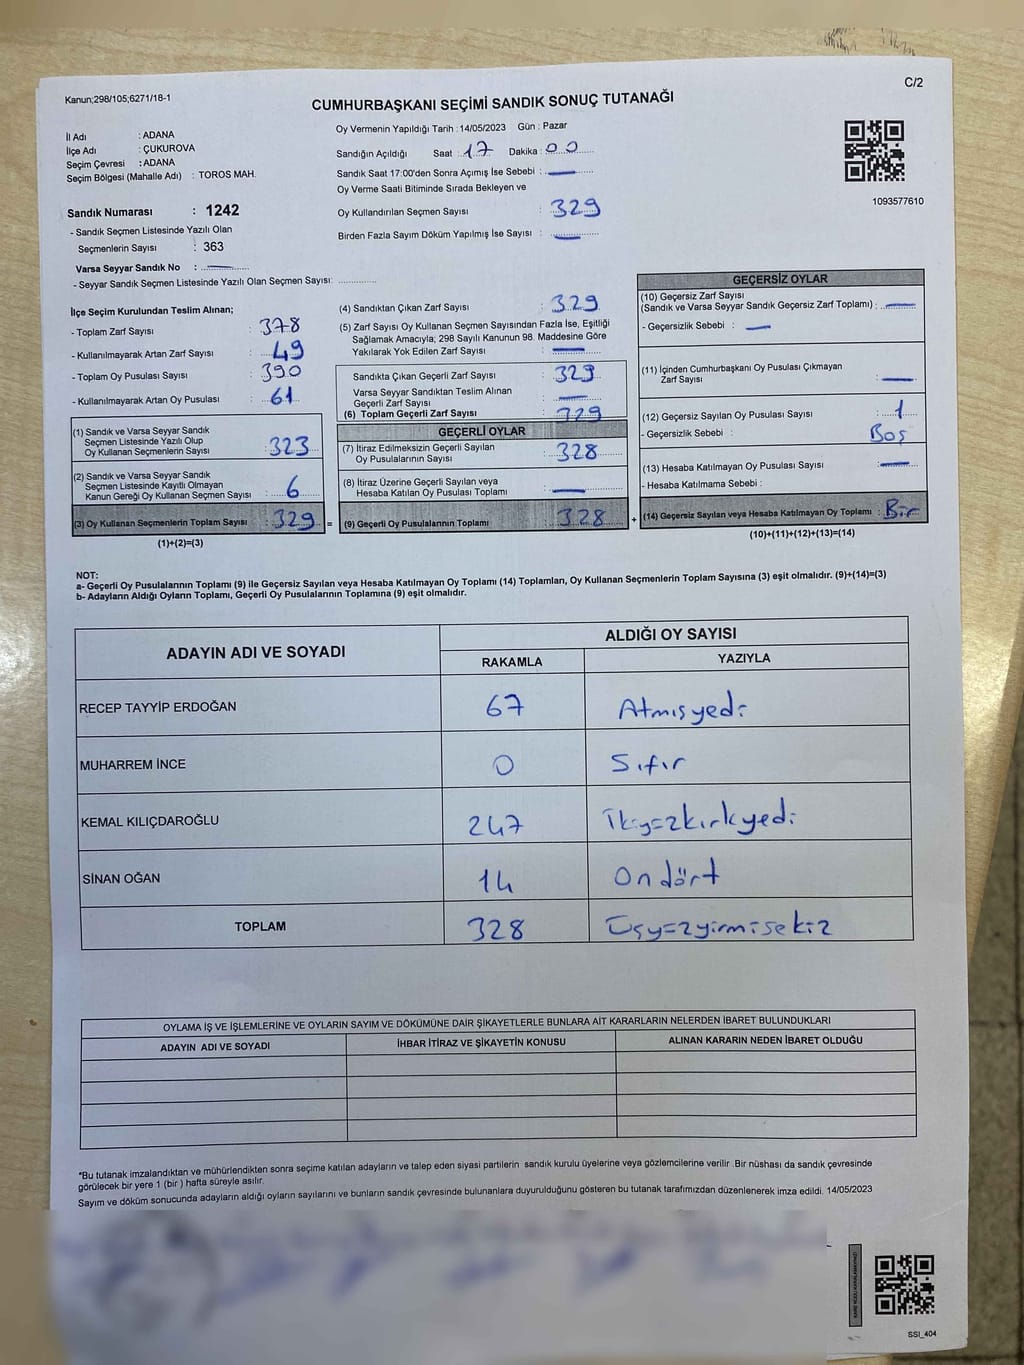 C/2
Kanun;298/105;6271/18-1
CUMHURBAŞKANI SEÇİMİ SANDIK SONUÇ TUTANAĞI
İl Adı : ADANA
İlçe Adı : ÇUKUROVA
Seçim Çevresi : ADANA
Seçim Bölgesi (Mahalle Adı) : TOROS MAH.
Sandık Numarası : 1242
- Sandık Seçmen Listesinde Yazılı Olan
Seçmenlerin Sayısı : 363
Varsa Seyyar Sandık No : —
- Seyyar Sandık Seçmen Listesinde Yazılı Olan Seçmen Sayısı: ..............
Oy Vermenin Yapıldığı Tarih : 14/05/2023 Gün : Pazar
Sandığın Açıldığı Saat : 17 Dakika : 00
Sandık Saat 17:00'den Sonra Açımış İse Sebebi : —
Oy Verme Saati Bitiminde Sırada Bekleyen ve
Oy Kullandırılan Seçmen Sayısı : 329
Birden Fazla Sayım Döküm Yapılmış İse Sayısı : —
1093577610
İlçe Seçim Kurulundan Teslim Alınan;
- Toplam Zarf Sayısı : 378
- Kullanılmayarak Artan Zarf Sayısı : 49
- Toplam Oy Pusulası Sayısı : 390
- Kullanılmayarak Artan Oy Pusulası : 61
(1) Sandık ve Varsa Seyyar Sandık
Seçmen Listesinde Yazılı Olup
Oy Kullanan Seçmenlerin Sayısı : 323
(2) Sandık ve Varsa Seyyar Sandık
Seçmen Listesinde Kayıtlı Olmayan
Kanun Gereği Oy Kullanan Seçmen Sayısı : 6
(3) Oy Kullanan Seçmenlerin Toplam Sayısı : 329
(1)+(2)=(3)
=
(4) Sandıktan Çıkan Zarf Sayısı : 329
(5) Zarf Sayısı Oy Kullanan Seçmen Sayısından Fazla İse, Eşitliği
Sağlamak Amacıyla; 298 Sayılı Kanunun 98. Maddesine Göre
Yakılarak Yok Edilen Zarf Sayısı : —
Sandıkta Çıkan Geçerli Zarf Sayısı : 329
Varsa Seyyar Sandıktan Teslim Alınan
Geçerli Zarf Sayısı : —
(6) Toplam Geçerli Zarf Sayısı : 329
GEÇERLİ OYLAR
(7) İtiraz Edilmeksizin Geçerli Sayılan
Oy Pusulalarının Sayısı : 328
(8) İtiraz Üzerine Geçerli Sayılan veya
Hesaba Katılan Oy Pusulası Toplamı : —
(9) Geçerli Oy Pusulalarının Toplamı : 328
+
GEÇERSİZ OYLAR
(10) Geçersiz Zarf Sayısı
(Sandık ve Varsa Seyyar Sandık Geçersiz Zarf Toplamı) : —
- Geçersizlik Sebebi : —
(11) İçinden Cumhurbaşkanı Oy Pusulası Çıkmayan
Zarf Sayısı : —
(12) Geçersiz Sayılan Oy Pusulası Sayısı : 1
- Geçersizlik Sebebi : Boş
(13) Hesaba Katılmayan Oy Pusulası Sayısı : —
- Hesaba Katılmama Sebebi :
(14) Geçersiz Sayılan veya Hesaba Katılmayan Oy Toplamı : Bir
(10)+(11)+(12)+(13)=(14)
NOT:
a- Geçerli Oy Pusulalarının Toplamı (9) ile Geçersiz Sayılan veya Hesaba Katılmayan Oy Toplamı (14) Toplamları, Oy Kullanan Seçmenlerin Toplam Sayısına (3) eşit olmalıdır. (9)+(14)=(3)
b- Adayların Aldığı Oyların Toplamı, Geçerli Oy Pusulalarının Toplamına (9) eşit olmalıdır.
ADAYIN ADI VE SOYADI
ALDIĞI OY SAYISI
RAKAMLA YAZIYLA
RECEP TAYYİP ERDOĞAN 67 Atmışyedi
MUHARREM İNCE 0 Sıfır
KEMAL KILIÇDAROĞLU 247 İkiyüzkırkyedi
SİNAN OĞAN 14 Ondört
TOPLAM 328 Üçyüzyirmisekiz
OYLAMA İŞ VE İŞLEMLERİNE VE OYLARIN SAYIM VE DÖKÜMÜNE DAİR ŞİKAYETLERLE BUNLARA AİT KARARLARIN NELERDEN İBARET BULUNDUKLARI
ADAYIN ADI VE SOYADI İHBAR İTİRAZ VE ŞİKAYETİN KONUSU ALINAN KARARIN NEDEN İBARET OLDUĞU
*Bu tutanak imzalandıktan ve mühürlendikten sonra seçime katılan adayların ve talep eden siyasi partilerin sandık kurulu üyelerine veya gözlemcilerine verilir .Bir nüshası da sandık çevresinde
görülecek bir yere 1 (bir ) hafta süreyle asılır.
Sayım ve döküm sonucunda adayların aldığı oyların sayılarını ve bunların sandık çevresinde bulunanlara duyurulduğunu gösteren bu tutanak tarafımızdan düzenlenerek imza edildi. 14/05/2023
SSI_404